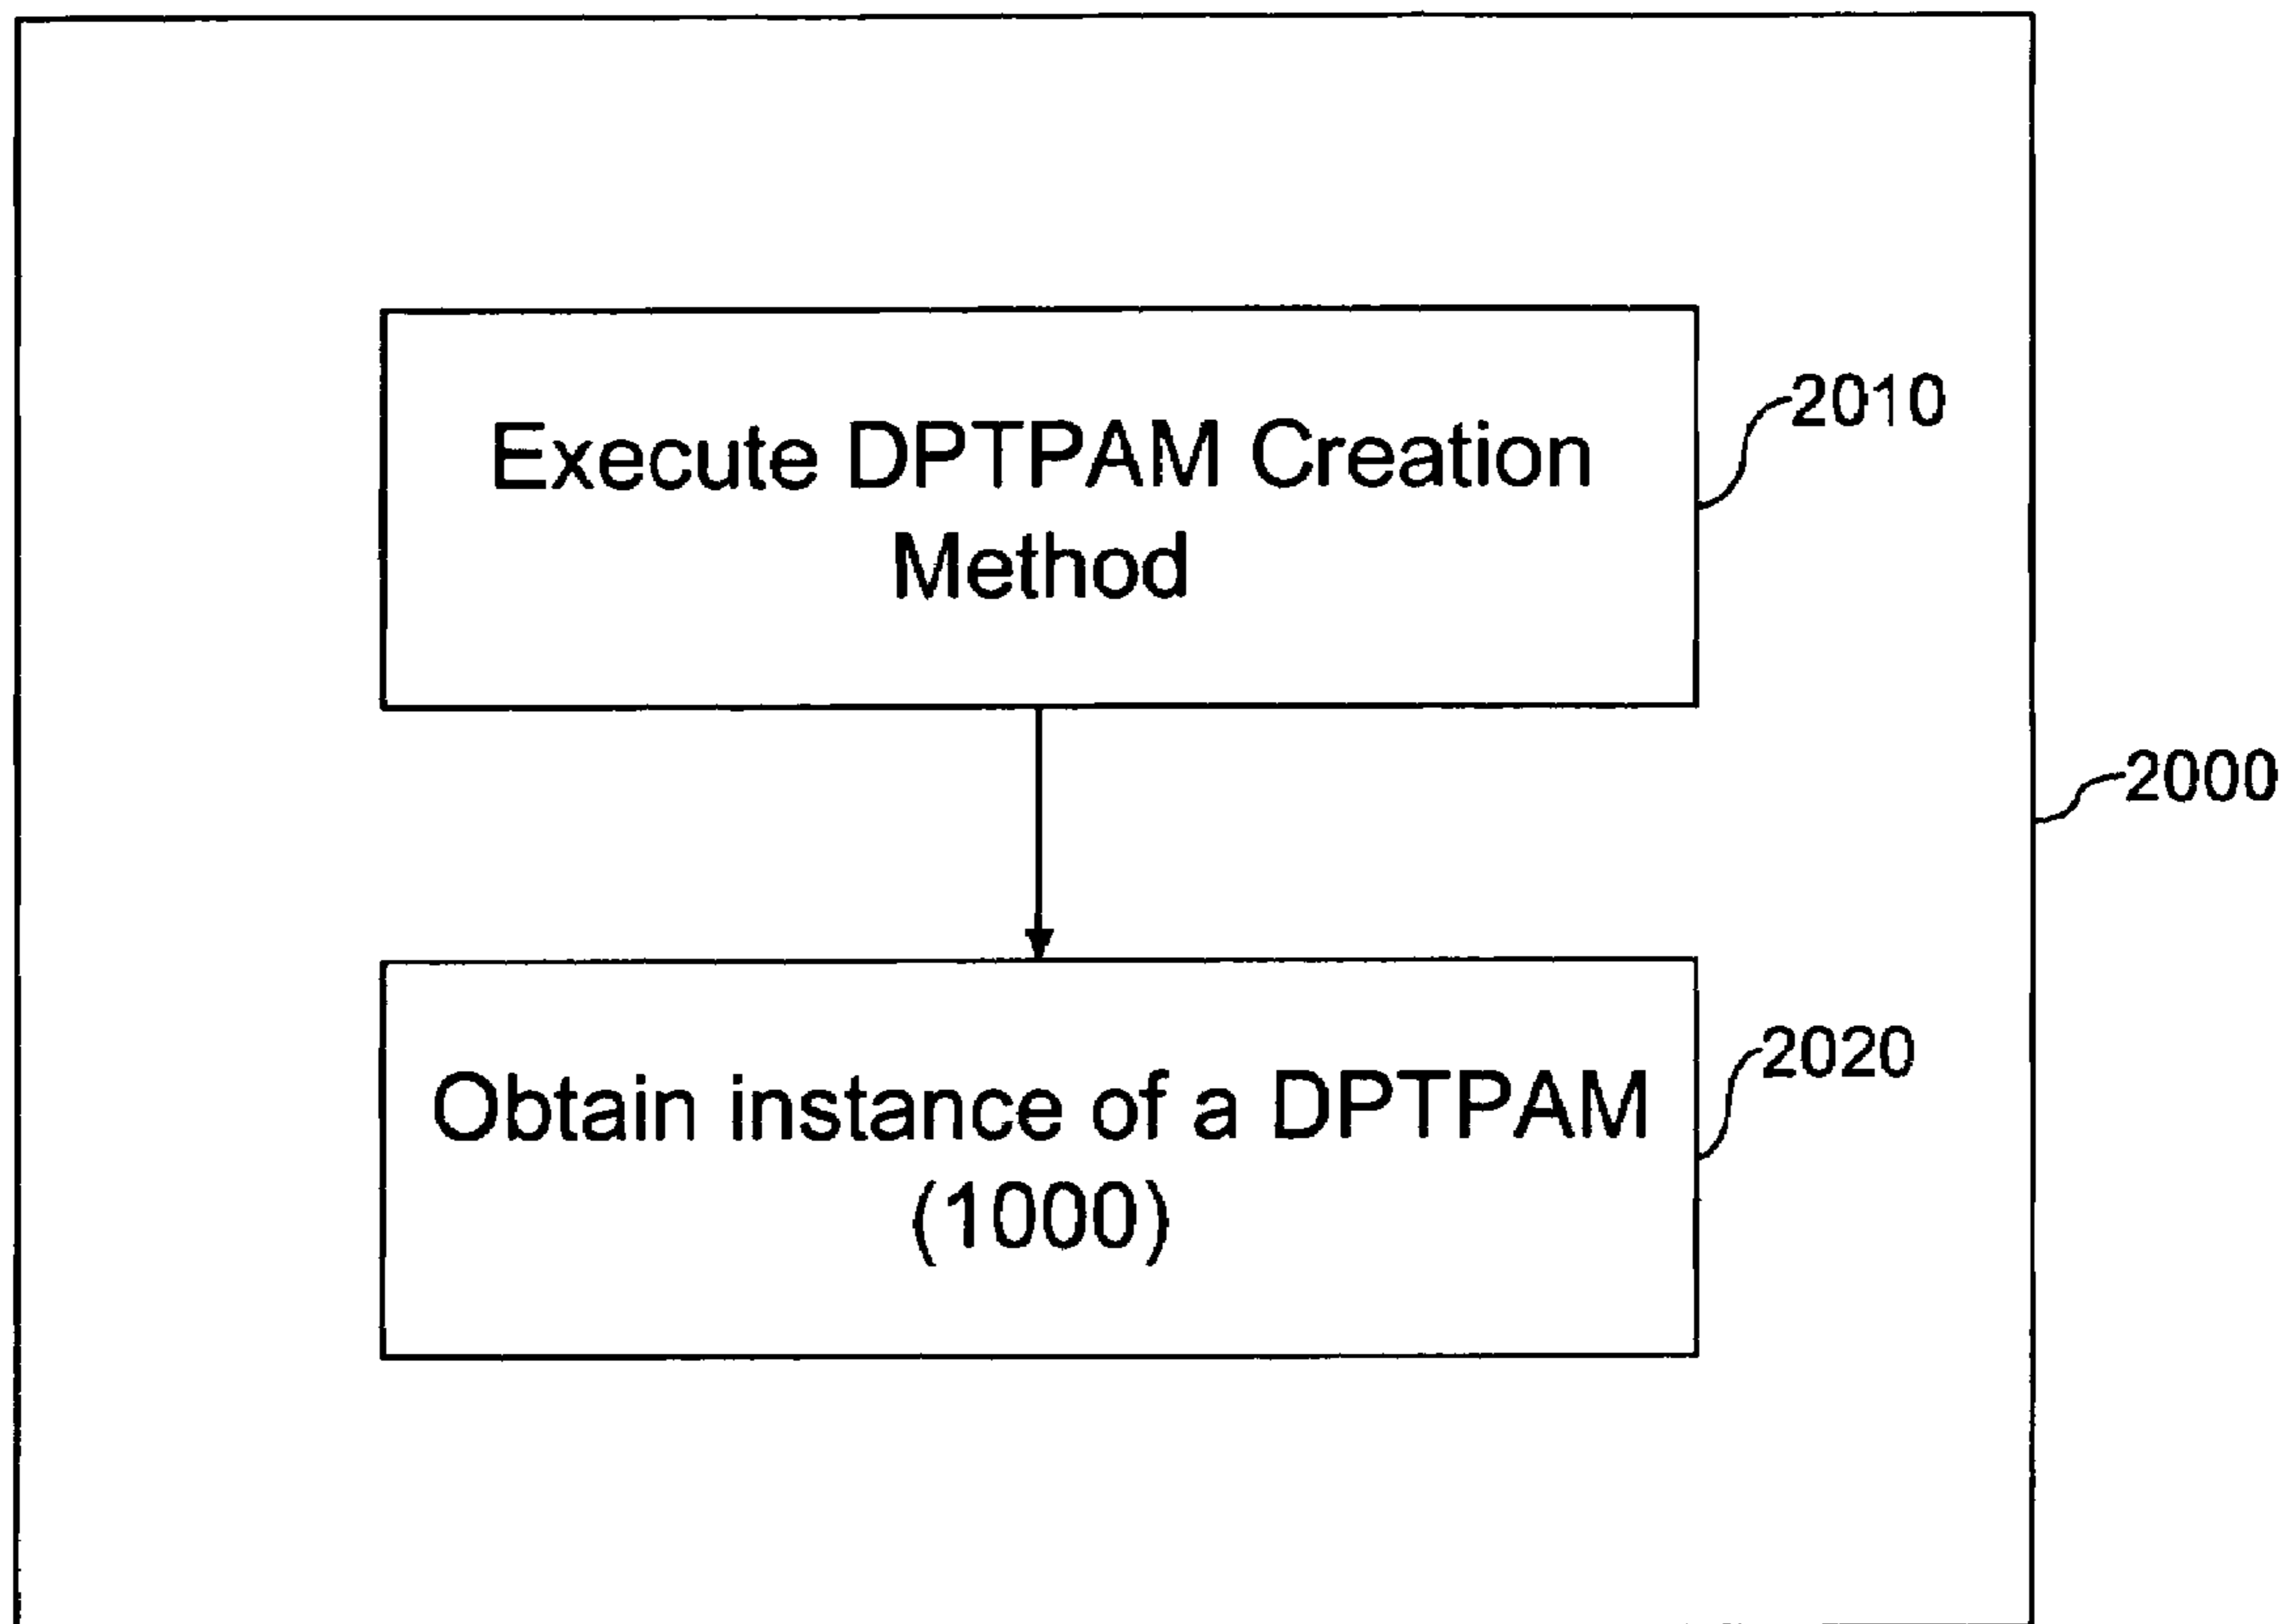 Execute DPTPAM Creation
Method
2010
2000
Obtain instance of a DPTPAM
(1000)
2020